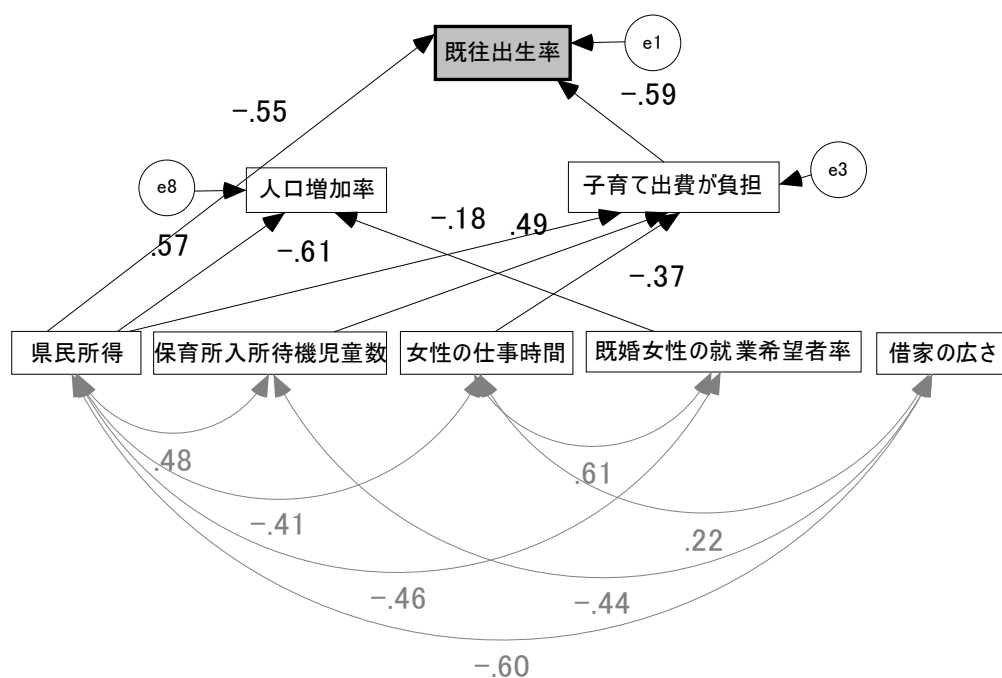 既往出生率
e1
-.55
-.59
e8
人口増加率
子育て出費が負担
e3
.57
-.61
-.18
.49
-.37
県民所得
保育所入所待機児童数
女性の仕事時間
既婚女性の就業希望者率
借家の広さ
.48
.61
-.41
.22
-.46
-.44
-.60